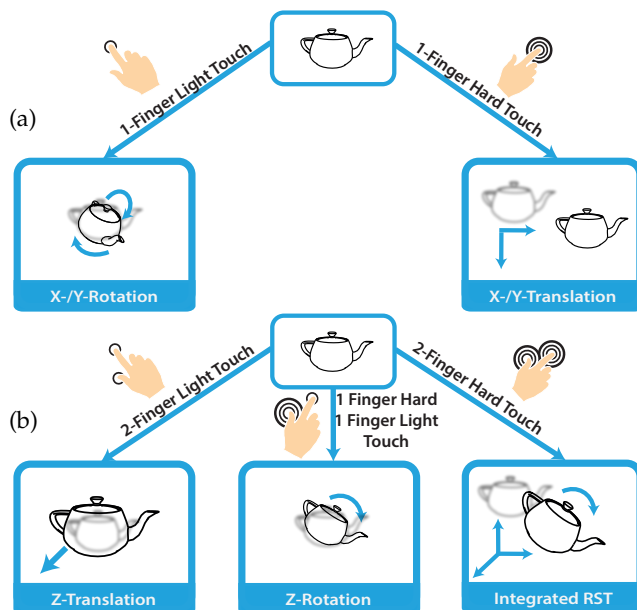 1-Finger Light Touch
1-Finger Hard Touch
(a)
X-/Y-Rotation
X-/Y-Translation
2-Finger Light Touch
1 Finger Hard
1 Finger Light
Touch
2-Finger Hard Touch
(b)
Z-Translation
Z-Rotation
Integrated RST